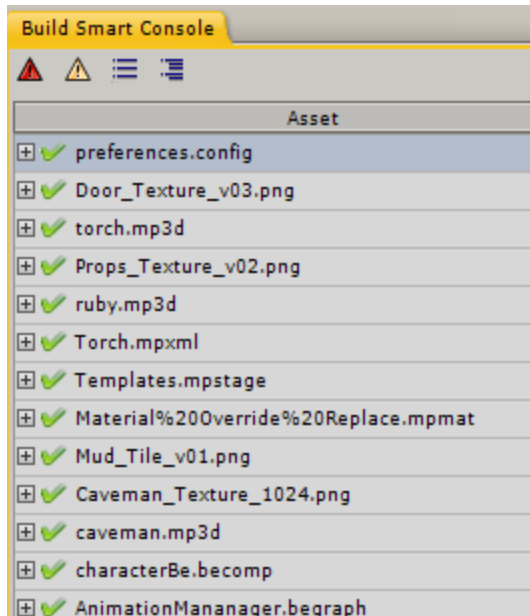 Build Smart Console
Asset
preferences.config
Door_Texture_v03.png
torch.mp3d
Props_Texture_v02.png
ruby.mp3d
Torch.mpxml
Templates.mpstage
Material%20Override%20Replace.mpmat
Mud_Tile_v01.png
Caveman_Texture_1024.png
caveman.mp3d
characterBe.becomp
AnimationMananager.begraph